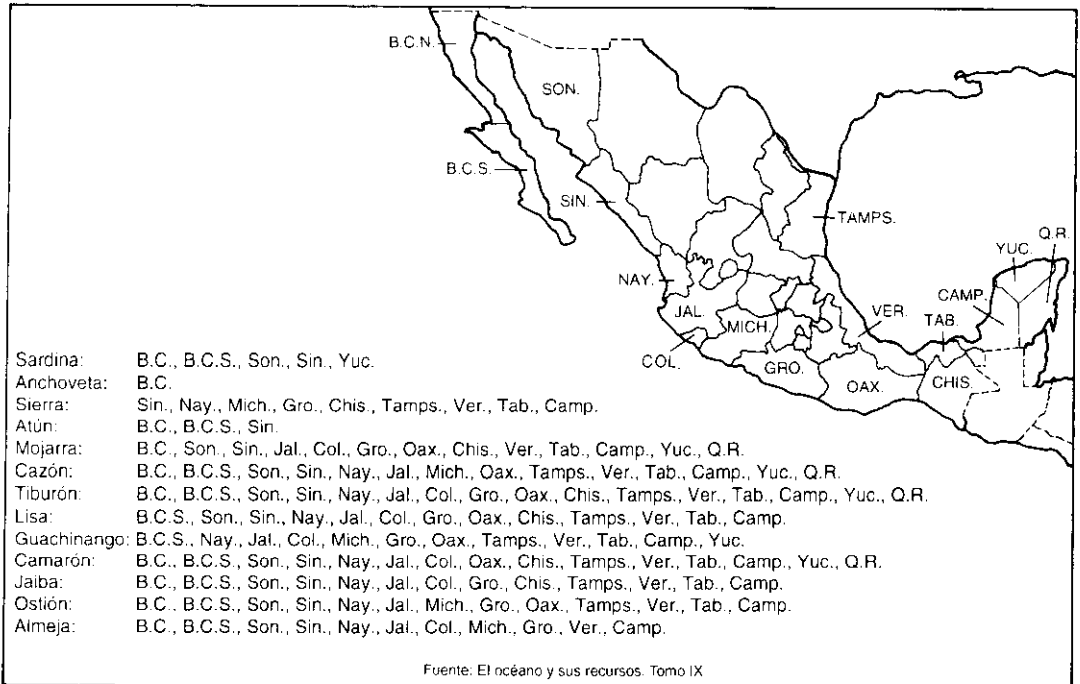 B.C.N.
SON.
B.C.S.
SIN.
TAMPS.
Q.R.
YUC.
NAY.
CAMP.
VER.
JAL.
TAB.
MICH.
COL.
GRO.
OAX.
CHIS.
Sardina: B.C., B.C.S., Son., Sin., Yuc.
Anchoveta: B.C.
Sierra: Sin., Nay., Mich., Gro., Chis., Tamps., Ver., Tab., Camp.
Atún: B.C., B.C.S., Sin.
Mojarra: B.C., Son., Sin., Jal., Col., Gro., Oax., Chis., Ver., Tab., Camp., Yuc., Q.R.
Cazón: B.C., B.C.S., Son., Sin., Nay., Jal., Mich., Oax., Tamps., Ver., Tab., Camp., Yuc., Q.R.
Tiburón: B.C., B.C.S., Son., Sin., Nay., Jal., Col., Gro., Oax., Chis., Tamps., Ver., Tab., Camp., Yuc., Q.R.
Lisa: B.C.S., Son., Sin., Nay., Jal., Col., Gro., Oax., Chis., Tamps., Ver., Tab., Camp.
Guachinango: B.C.S., Nay., Jal., Col., Mich., Gro., Oax., Tamps., Ver., Tab., Camp., Yuc.
Camarón: B.C., B.C.S., Son., Sin., Nay., Jal., Col., Oax., Chis., Tamps., Ver., Tab., Camp., Yuc., Q.R.
Jaiba: B.C., B.C.S., Son., Sin., Nay., Jal., Col., Gro., Chis., Tamps., Ver., Tab., Camp.
Ostión: B.C., B.C.S., Son., Sin., Nay., Jal., Mich., Gro., Oax., Tamps., Ver., Tab., Camp.
Almeja: B.C., B.C.S., Son., Sin., Nay., Jal., Col., Mich., Gro., Ver., Camp.
Fuente: El océano y sus recursos. Tomo IX